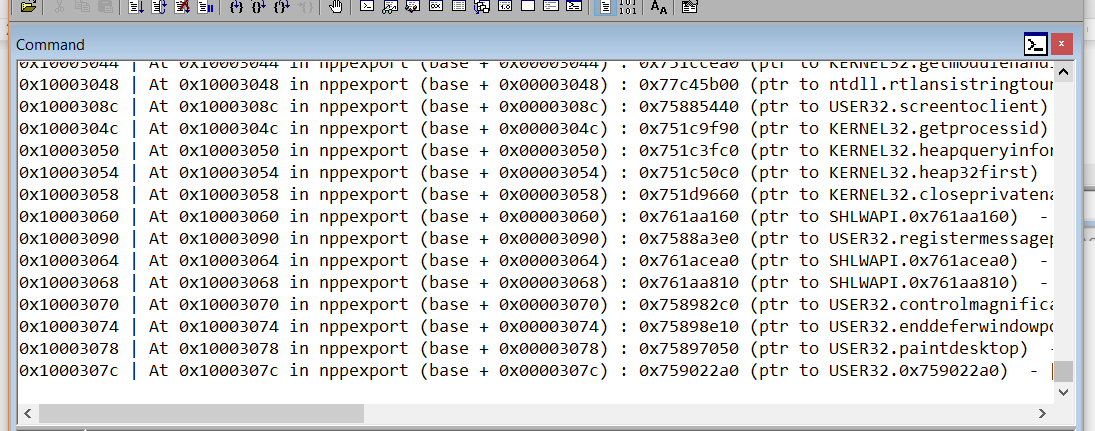 Command
0x10003044 | At 0x10003044 in nppexport (base + 0x00003044) : 0x751ccea0 (ptr to KERNEL32.getmodulehand
0x10003048 | At 0x10003048 in nppexport (base + 0x00003048) : 0x77c45b00 (ptr to ntdll.rtlansistringtour
0x1000308c | At 0x1000308c in nppexport (base + 0x0000308c) : 0x75885440 (ptr to USER32.screentoclient)
0x1000304c | At 0x1000304c in nppexport (base + 0x0000304c) : 0x751c9f90 (ptr to KERNEL32.getprocessid)
0x10003050 | At 0x10003050 in nppexport (base + 0x00003050) : 0x751c3fc0 (ptr to KERNEL32.heapqueryinfor
0x10003054 | At 0x10003054 in nppexport (base + 0x00003054) : 0x751c50c0 (ptr to KERNEL32.heap32first)
0x10003058 | At 0x10003058 in nppexport (base + 0x00003058) : 0x751d9660 (ptr to KERNEL32.closeprivatena
0x10003060 | At 0x10003060 in nppexport (base + 0x00003060) : 0x761aa160 (ptr to SHLWAPI.0x761aa160) -
0x10003090 | At 0x10003090 in nppexport (base + 0x00003090) : 0x7588a3e0 (ptr to USER32.registermessagep
0x10003064 | At 0x10003064 in nppexport (base + 0x00003064) : 0x761acea0 (ptr to SHLWAPI.0x761acea0) -
0x10003068 | At 0x10003068 in nppexport (base + 0x00003068) : 0x761aa810 (ptr to SHLWAPI.0x761aa810) -
0x10003070 | At 0x10003070 in nppexport (base + 0x00003070) : 0x758982c0 (ptr to USER32.controlmagnifica
0x10003074 | At 0x10003074 in nppexport (base + 0x00003074) : 0x75898e10 (ptr to USER32.enddeferwindowpo
0x10003078 | At 0x10003078 in nppexport (base + 0x00003078) : 0x75897050 (ptr to USER32.paintdesktop) -
0x1000307c | At 0x1000307c in nppexport (base + 0x0000307c) : 0x759022a0 (ptr to USER32.0x759022a0) -